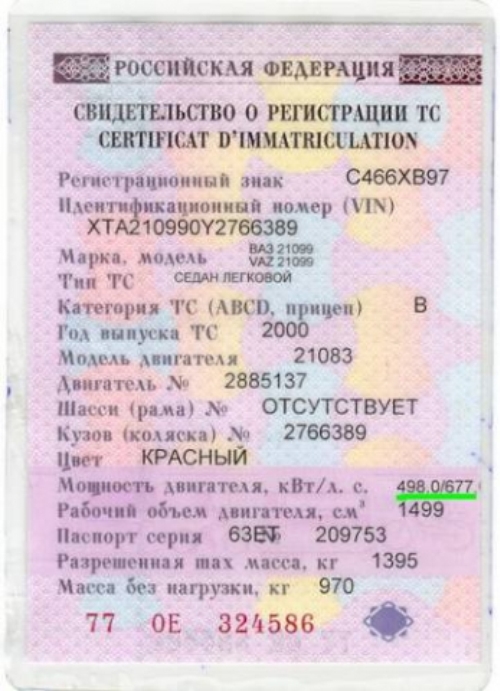 РОССИЙСКАЯ ФЕДЕРАЦИЯ
СВИДЕТЕЛЬСТВО О РЕГИСТРАЦИИ ТС
CERTIFICAT D'IMMATRICULATION
Регистрационный знак С466ХВ97
Идентификационный номер (VIN)
XTA210990Y2766389
Марка, модель ВАЗ 21099
VAZ 21099
Тип ТС СЕДАН ЛЕГКОВОЙ
Категория ТС (ABCD, прицеп) В
Год выпуска ТС 2000
Модель двигателя 21083
Двигатель № 2885137
Шасси (рама) № ОТСУТСТВУЕТ
Кузов (коляска) № 2766389
Цвет КРАСНЫЙ
Мощность двигателя, кВт/л. с. 498.0/677.
Рабочий объем двигателя, см³ 1499
Паспорт серия 63ЕТ № 209753
Разрешенная max масса, кг 1395
Масса без нагрузки, кг 970
77 ОЕ 324586